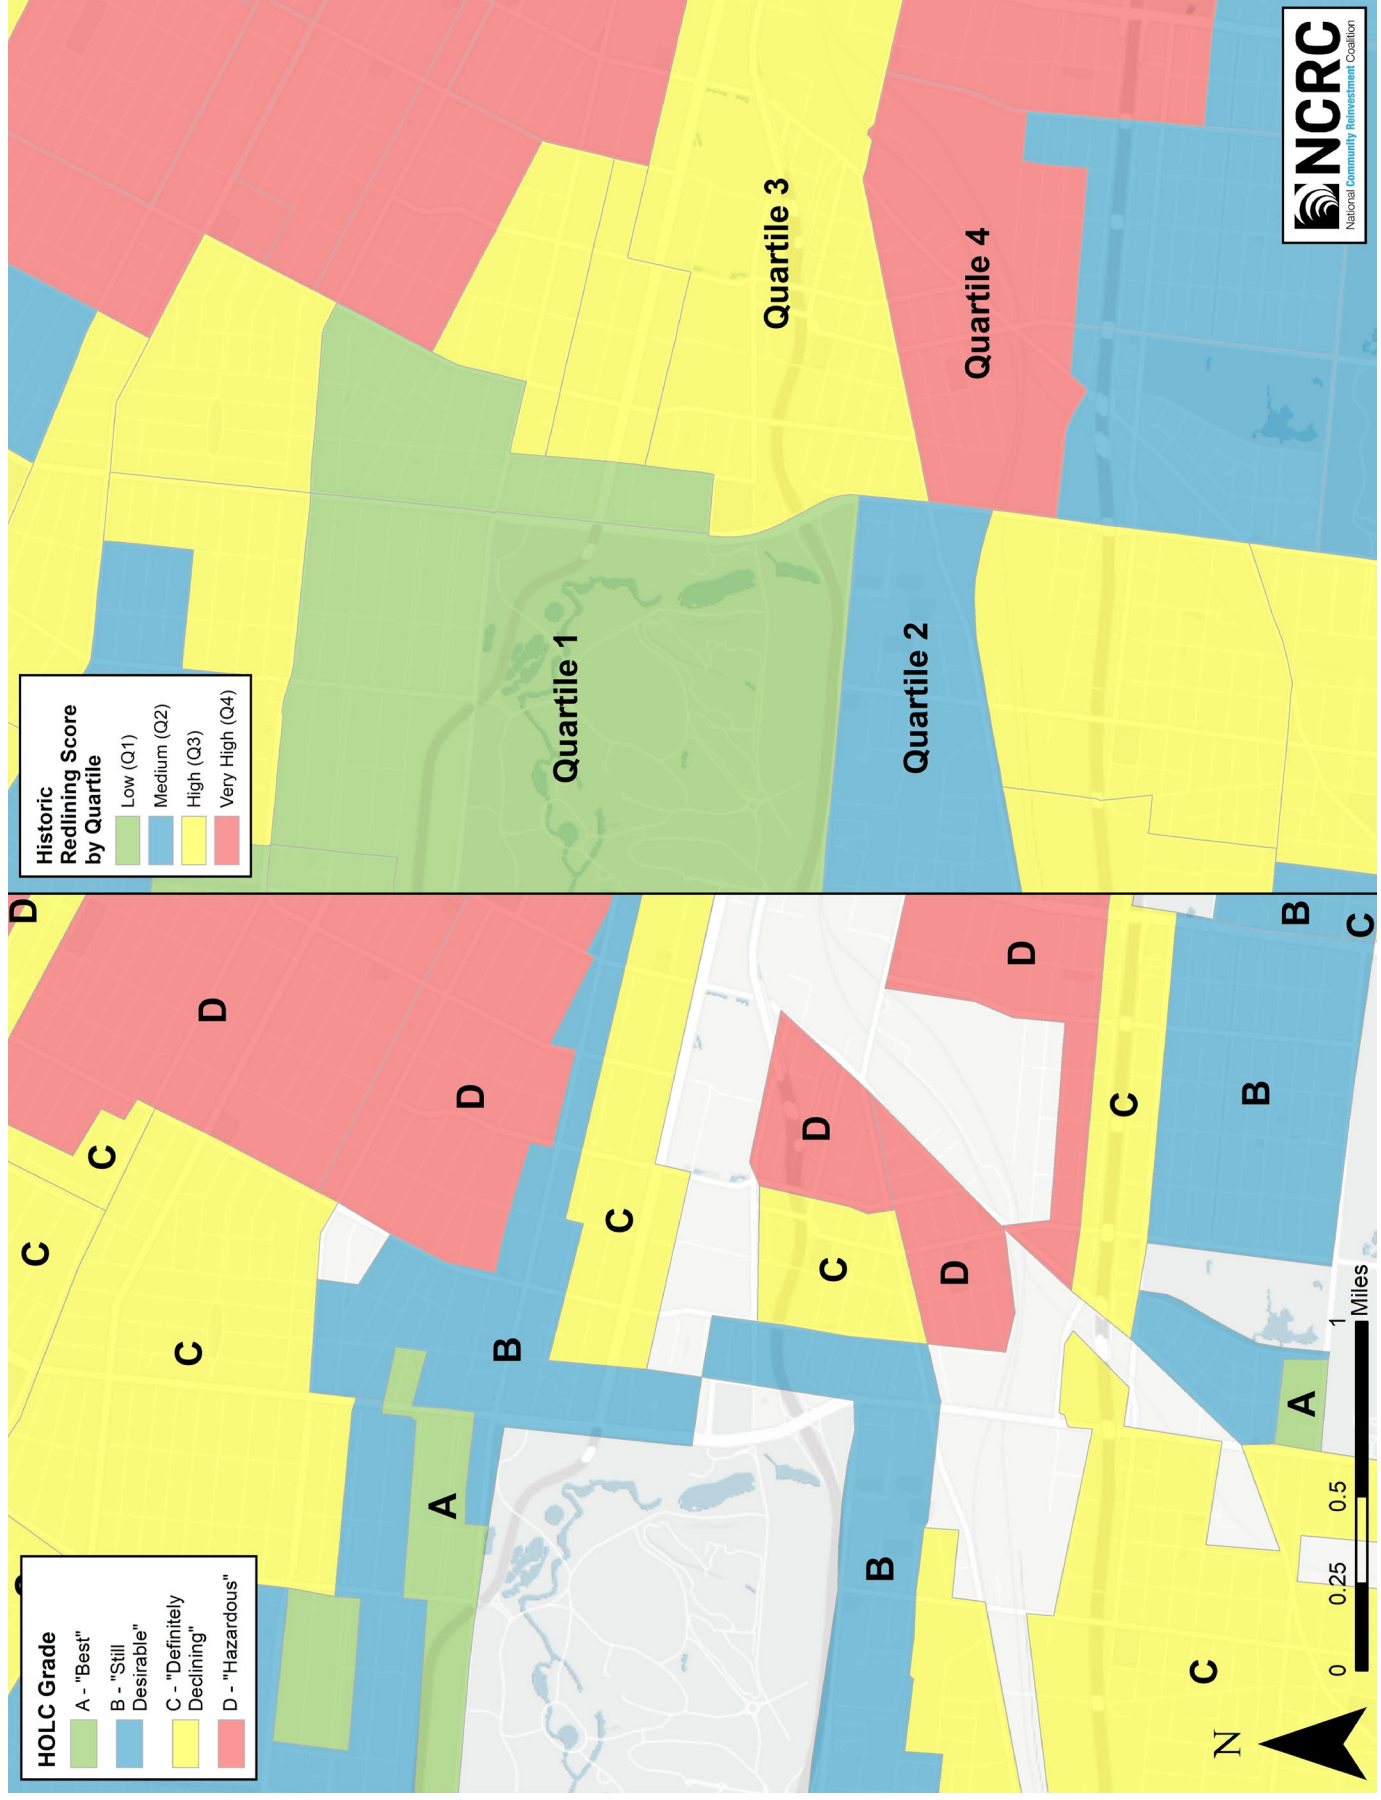 HOLC Grade
A - "Best"
B - "Still
Desirable"
C - "Definitely
Declining"
D - "Hazardous"
D
C
C
C
D
A
D
B
C
D
C
B
D
D
C
C
B
B
A
C
N
0 0.25 0.5 1
Miles
Historic
Redlining Score
by Quartile
Low (Q1)
Medium (Q2)
High (Q3)
Very High (Q4)
Quartile 1
Quartile 3
Quartile 2
Quartile 4
NCRC
National Community Reinvestment Coalition